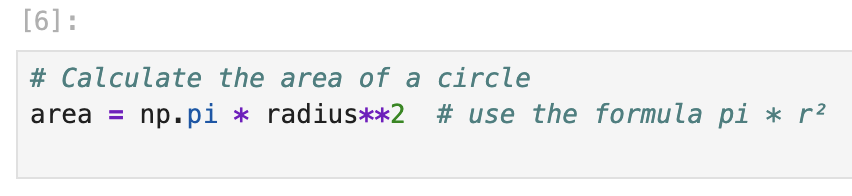 [6]:
# Calculate the area of a circle
area = np.pi * radius**2  # use the formula pi * r²